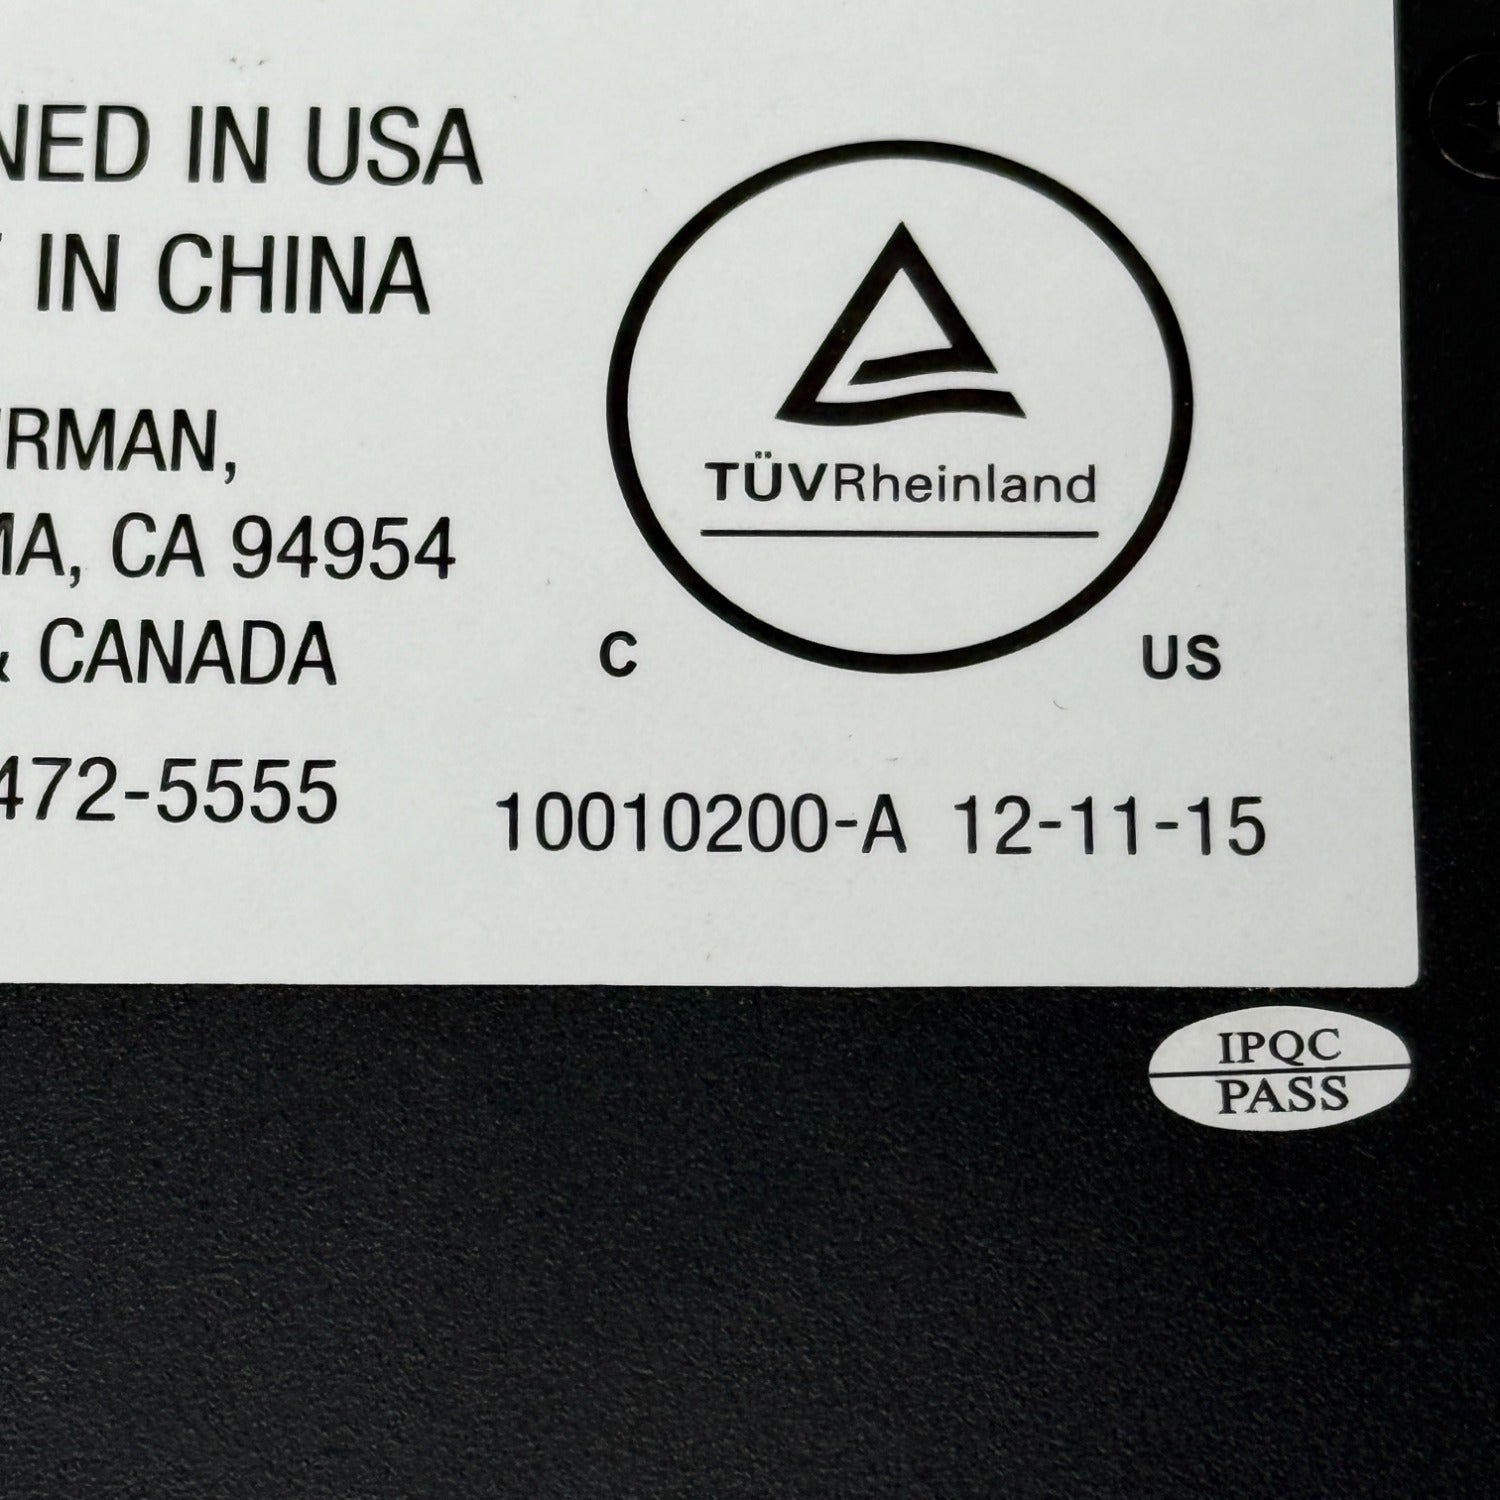 NED IN USA
IN CHINA
RMAN,
MA, CA 94954
& CANADA
472-5555
TÜVRheinland
C US
10010200-A 12-11-15
IPQC
PASS